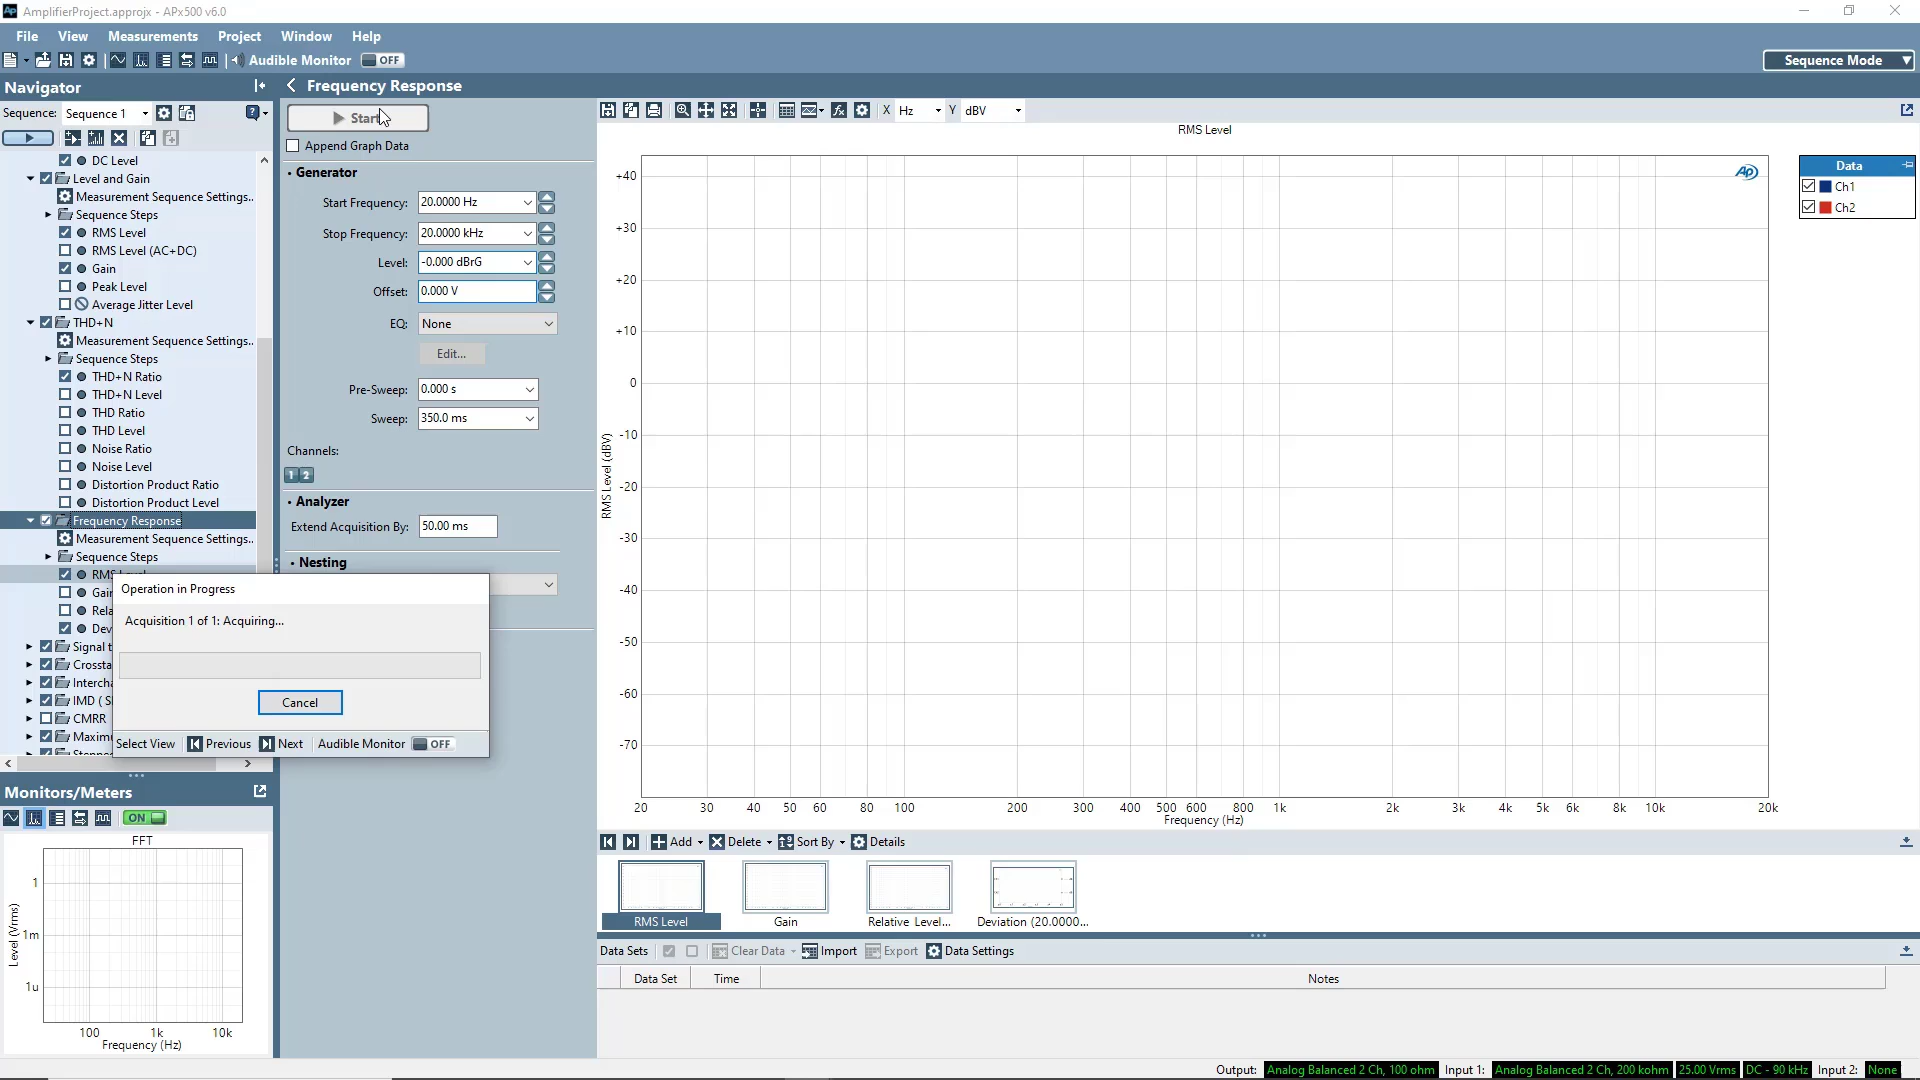 AmplifierProject.approjx - APx500 v6.0
File View Measurements Project Window Help
Audible Monitor OFF
Sequence Mode
Navigator
Sequence: Sequence 1
DC Level
Level and Gain
Measurement Sequence Settings..
Sequence Steps
RMS Level
RMS Level (AC+DC)
Gain
Peak Level
Average Jitter Level
THD+N
Measurement Sequence Settings..
Sequence Steps
THD+N Ratio
THD+N Level
THD Ratio
THD Level
Noise Ratio
Noise Level
Distortion Product Ratio
Distortion Product Level
Frequency Response
Measurement Sequence Settings..
Sequence Steps
CMRR
Frequency Response
Start
Append Graph Data
Generator
Start Frequency: 20.0000 Hz
Stop Frequency: 20.0000 kHz
Level: -0.000 dBrG
Offset: 0.000 V
EQ: None
Edit...
Pre-Sweep: 0.000 s
Sweep: 350.0 ms
Channels:
1 2
Analyzer
Extend Acquisition By: 50.00 ms
Nesting
Operation in Progress
Acquisition 1 of 1: Acquiring...
Cancel
Select View Previous Next Audible Monitor OFF
Monitors/Meters
ON
FFT
Level (Vrms)
1
1m
1u
100 1k 10k
Frequency (Hz)
X Hz Y dBV
RMS Level
Ap
RMS Level (dBV)
+40
+30
+20
+10
0
-10
-20
-30
-40
-50
-60
-70
20 30 40 50 60 80 100 200 300 400 500 600 800 1k 2k 3k 4k 5k 6k 8k 10k 20k
Frequency (Hz)
Data
Ch1
Ch2
Add Delete Sort By Details
RMS Level Gain Relative Level... Deviation (20.0000...
Data Sets Clear Data Import Export Data Settings
Data Set Time Notes
Output: Analog Balanced 2 Ch, 100 ohm Input 1: Analog Balanced 2 Ch, 200 kohm 25.00 Vrms DC - 90 kHz Input 2: None